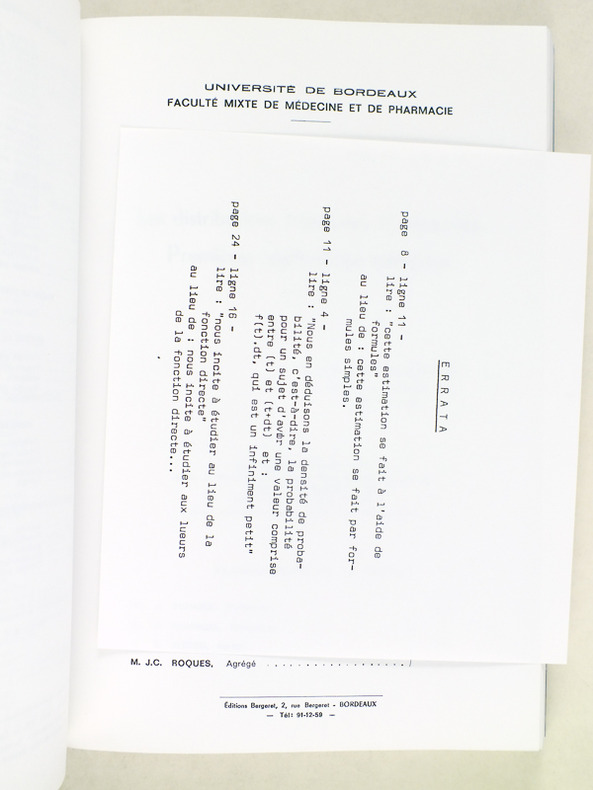 UNIVERSITÉ DE BORDEAUX
FACULTÉ MIXTE DE MÉDECINE ET DE PHARMACIE
ERRATA
page 8 - ligne 11 -
lire : "cette estimation se fait à l'aide de
formules"
au lieu de : cette estimation se fait par for-
mules simples.
page 11 - ligne 4 -
lire : "Nous en déduisons la densité de proba-
bilité, c'est-à-dire, la probabilité
pour un sujet d'avêr une valeur comprise
entre (t) et (t+dt) et :
f(t).dt, qui est un infiniment petit"
page 24 - ligne 16 -
lire : "nous incite à étudier au lieu de la
fonction directe"
au lieu de : nous incite à étudier aux lueurs
de la fonction directe...
M. J.C. ROQUES, Agrégé . . . . . . . . . . . . . . . . . . . /
Éditions Bergeret, 2, rue Bergeret - BORDEAUX
— Tél: 91-12-59 —